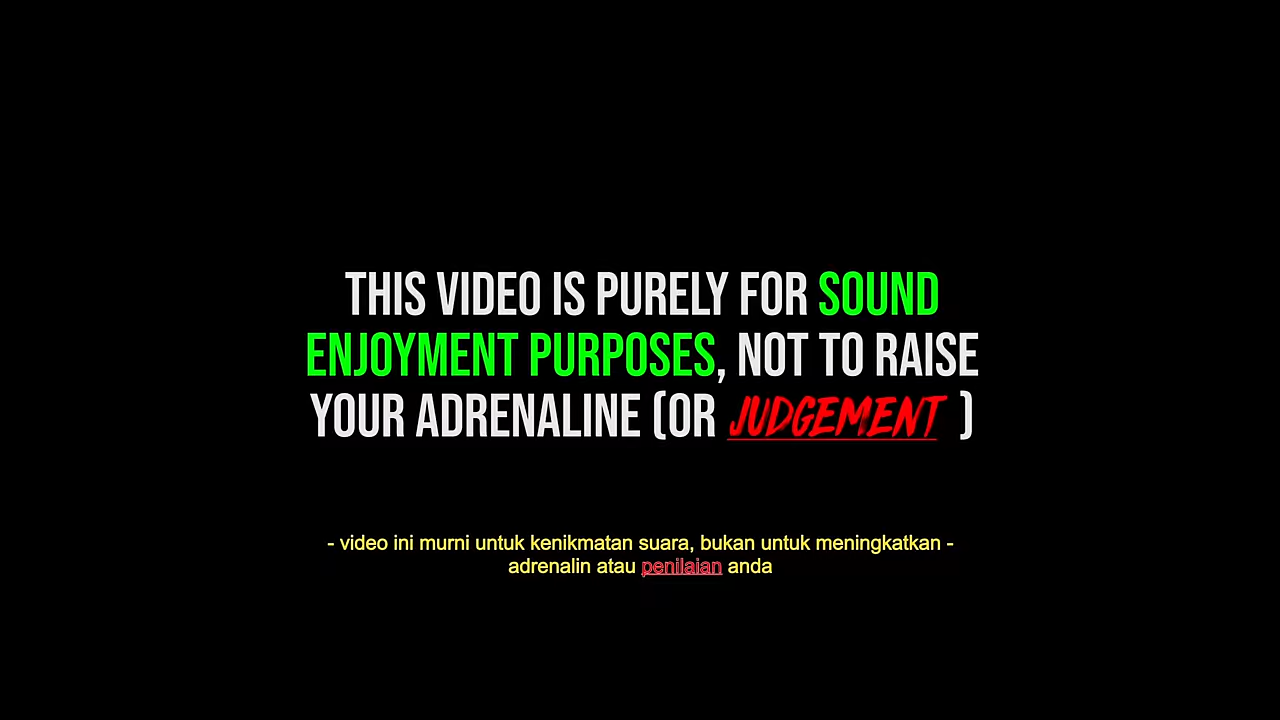 THIS VIDEO IS PURELY FOR SOUND
ENJOYMENT PURPOSES, NOT TO RAISE
YOUR ADRENALINE (OR JUDGEMENT )
- video ini murni untuk kenikmatan suara, bukan untuk meningkatkan -
adrenalin atau penilaian anda